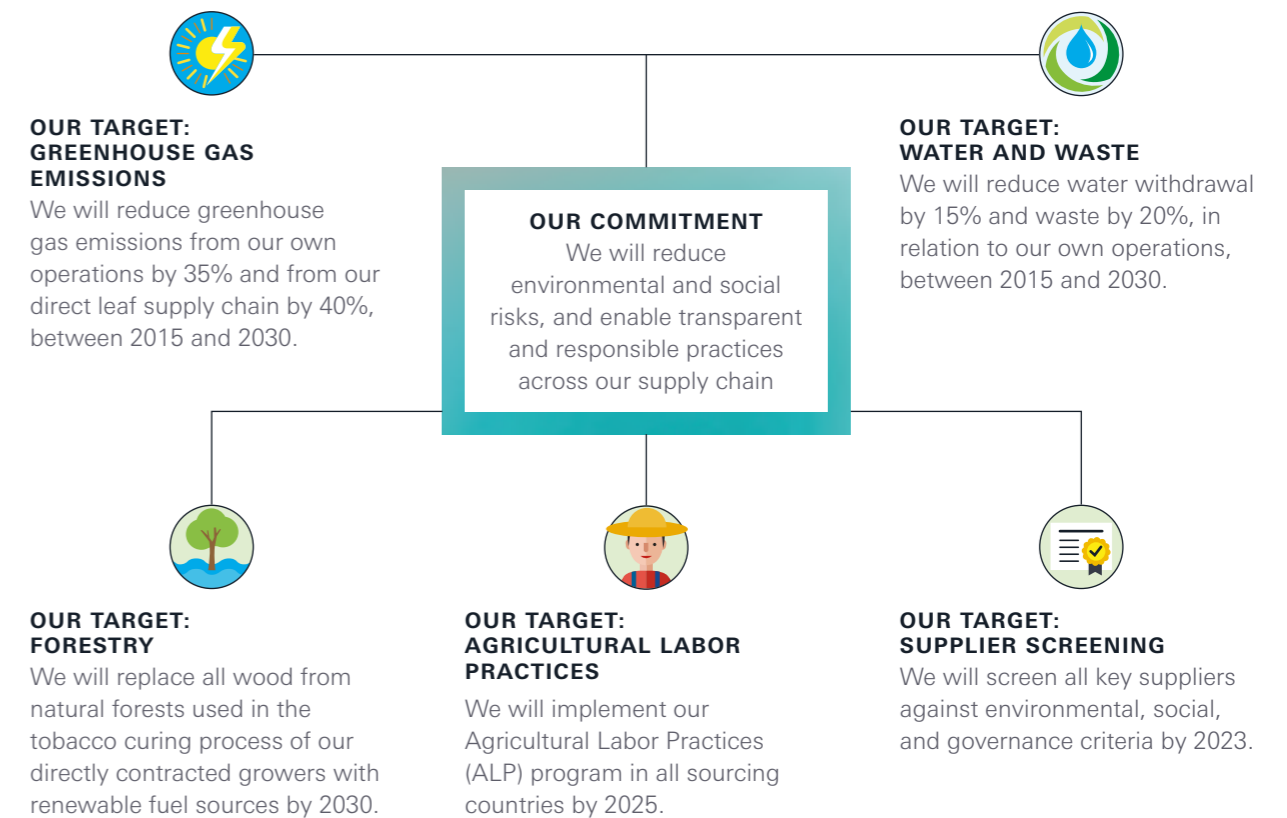 OUR TARGET:
GREENHOUSE GAS
EMISSIONS
We will reduce greenhouse
gas emissions from our own
operations by 35% and from our
direct leaf supply chain by 40%,
between 2015 and 2030.
OUR COMMITMENT
We will reduce
environmental and social
risks, and enable transparent
and responsible practices
across our supply chain
OUR TARGET:
WATER AND WASTE
We will reduce water withdrawal
by 15% and waste by 20%, in
relation to our own operations,
between 2015 and 2030.
OUR TARGET:
FORESTRY
We will replace all wood from
natural forests used in the
tobacco curing process of our
directly contracted growers with
renewable fuel sources by 2030.
OUR TARGET:
AGRICULTURAL LABOR
PRACTICES
We will implement our
Agricultural Labor Practices
(ALP) program in all sourcing
countries by 2025.
OUR TARGET:
SUPPLIER SCREENING
We will screen all key suppliers
against environmental, social,
and governance criteria by 2023.